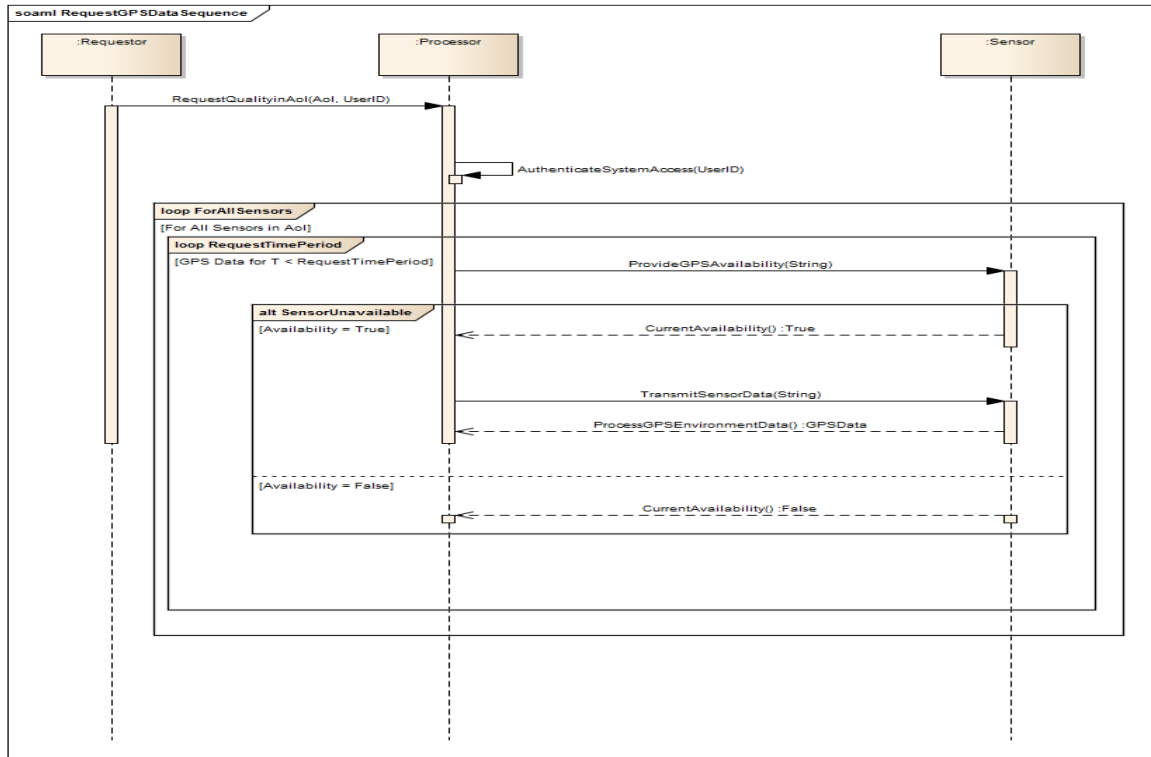 soaml RequestGPSDataSequence
:Requestor
:Processor
:Sensor
RequestQualityinAoI(AoI, UserID)
AuthenticateSystemAccess(UserID)
loop ForAllSensors
[For All Sensors in AoI]
loop RequestTimePeriod
[GPS Data for T < RequestTimePeriod]
ProvideGPSAvailability(String)
alt SensorUnavailable
[Availability = True]
CurrentAvailability() :True
TransmitSensorData(String)
ProcessGPSEnvironmentData() :GPSData
[Availability = False]
CurrentAvailability() :False